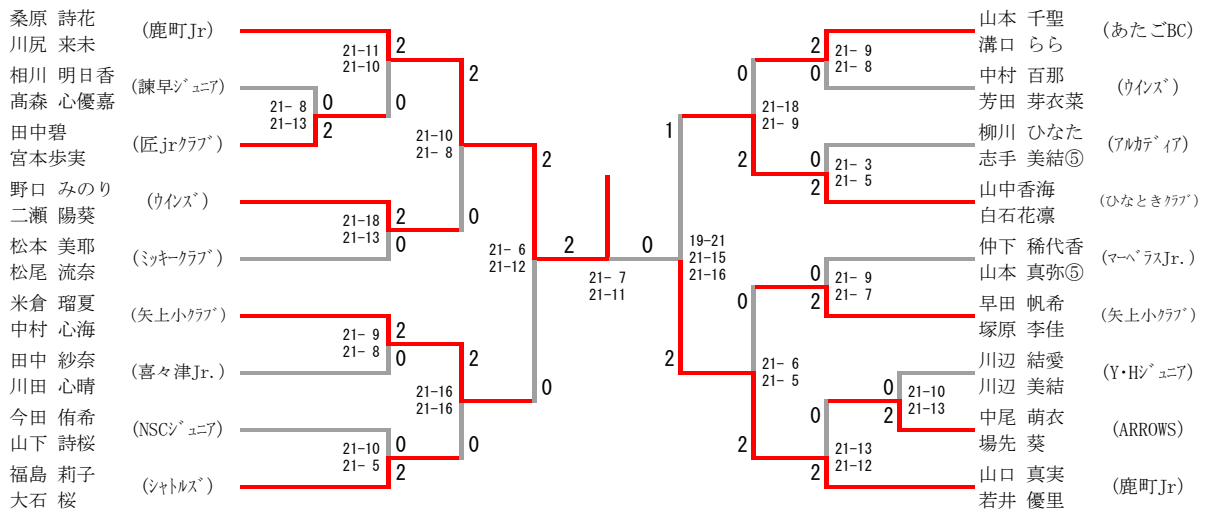 桑原 詩花
川尻 来未
(鹿町Jr)
相川 明日香
髙森 心優嘉
(諫早ｼﾞｭﾆｱ)
田中碧
宮本歩実
(匠jrｸﾗﾌﾞ)
野口 みのり
二瀬 陽葵
(ｳｲﾝｽﾞ)
松本 美耶
松尾 流奈
(ﾐｯｷｰｸﾗﾌﾞ)
米倉 瑠夏
中村 心海
(矢上小ｸﾗﾌﾞ)
田中 紗奈
川田 心晴
(喜々津Jr.)
今田 侑希
山下 詩桜
(NSCｼﾞｭﾆｱ)
福島 莉子
大石 桜
(ｼｬﾄﾙｽﾞ)
21- 8
21-13
0
2
21-11
21-10
2
0
21-18
21-13
2
0
21- 9
21- 8
2
0
21-10
21- 5
0
2
21-10
21- 8
2
0
21-16
21-16
2
0
21- 6
21-12
2
0
2
0
21- 7
21-11
1
2
19-21
21-15
21-16
0
2
21-18
21- 9
0
2
21- 6
21- 5
2
0
21- 9
21- 8
0
2
21- 3
21- 5
0
2
21- 9
21- 7
0
2
21-13
21-12
0
2
21-10
21-13
山本 千聖
溝口 らら
(あたごBC)
中村 百那
芳田 芽衣菜
(ｳｲﾝｽﾞ)
柳川 ひなた
志手 美結⑤
(ｱﾙｶﾃﾞｨｱ)
山中香海
白石花凛
(ひなときｸﾗﾌﾞ)
仲下 稀代香
山本 真弥⑤
(ﾏｰﾍﾞﾗｽJr.)
早田 帆希
塚原 李佳
(矢上小ｸﾗﾌﾞ)
川辺 結愛
川辺 美結
(Y･Hｼﾞｭﾆｱ)
中尾 萌衣
場先 葵
(ARROWS)
山口 真実
若井 優里
(鹿町Jr)